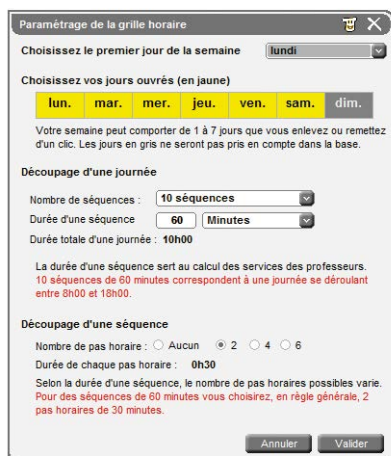 Paramétrage de la grille horaire
Choisissez le premier jour de la semaine lundi
Choisissez vos jours ouvrés (en jaune)
lun. mar. mer. jeu. ven. sam. dim.
Votre semaine peut comporter de 1 à 7 jours que vous enlevez ou remettez
d'un clic. Les jours en gris ne seront pas pris en compte dans la base.
Découpage d'une journée
Nombre de séquences : 10 séquences
Durée d'une séquence 60 Minutes
Durée totale d'une journée : 10h00
La durée d'une séquence sert au calcul des services des professeurs.
10 séquences de 60 minutes correspondent à une journée se déroulant
entre 8h00 et 18h00.
Découpage d'une séquence
Nombre de pas horaire : Aucun 2 4 6
Durée de chaque pas horaire : 0h30
Selon la durée d'une séquence, le nombre de pas horaires possibles varie.
Pour des séquences de 60 minutes vous choisirez, en règle générale, 2
pas horaires de 30 minutes.
Annuler Valider